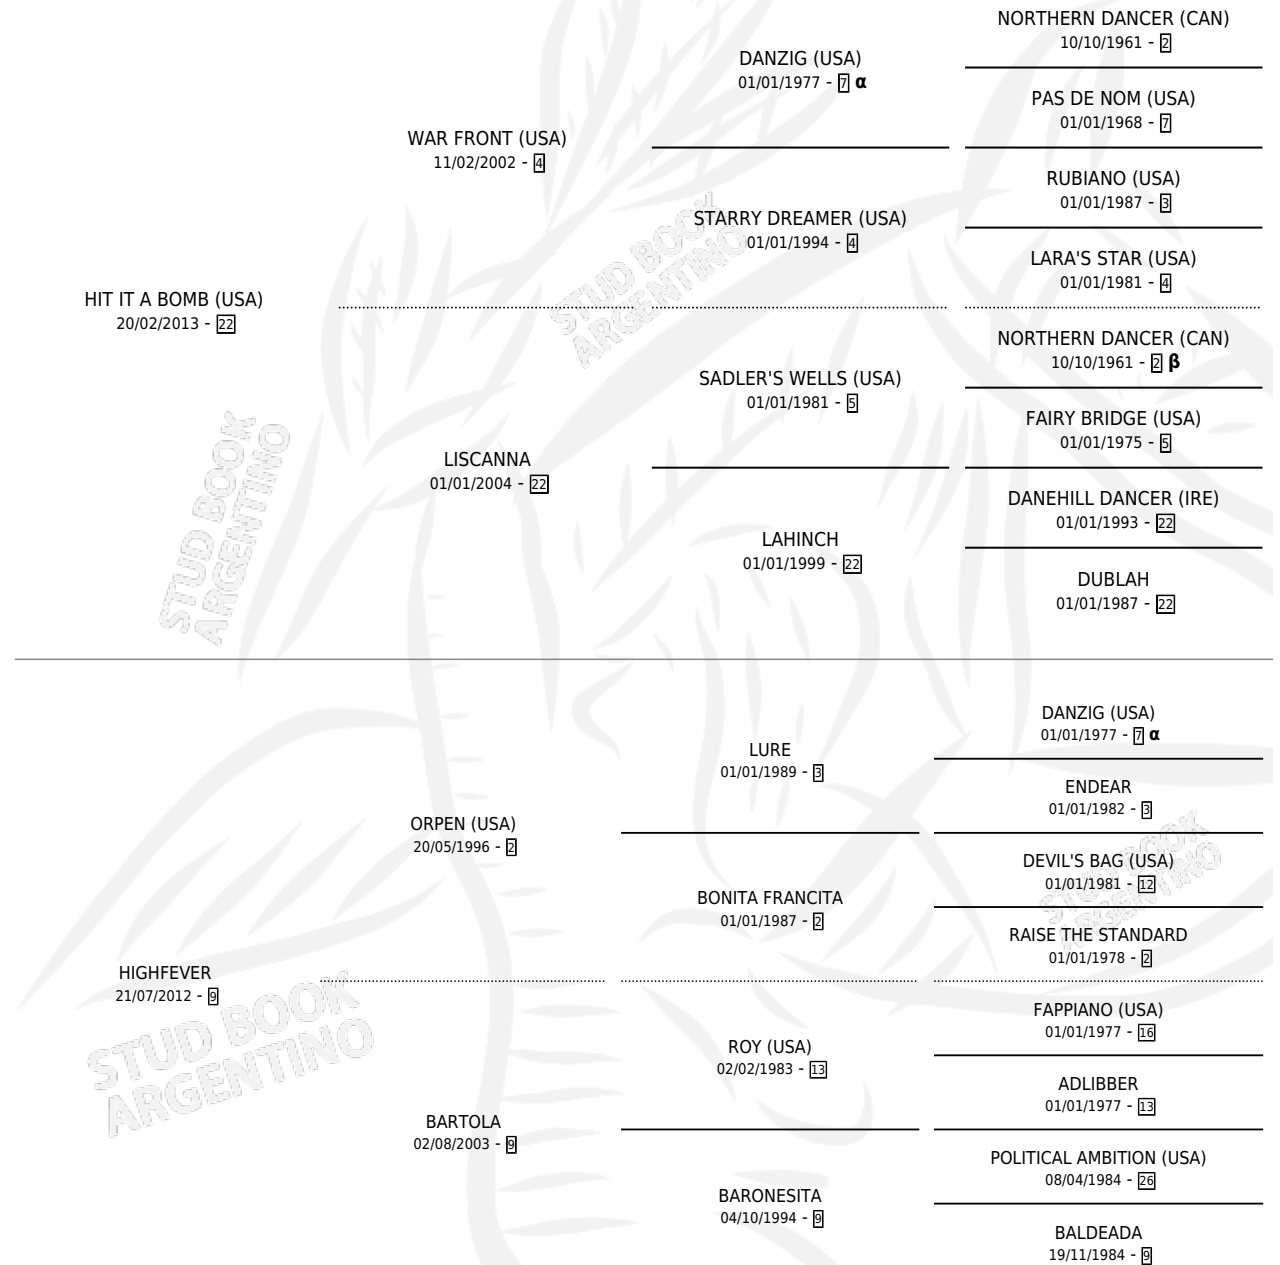 HIT IT A BOMB (USA)
20/02/2013 - 22
WAR FRONT (USA)
11/02/2002 - 4
DANZIG (USA)
01/01/1977 - 7 α
NORTHERN DANCER (CAN)
10/10/1961 - 2
PAS DE NOM (USA)
01/01/1968 - 7
STARRY DREAMER (USA)
01/01/1994 - 4
RUBIANO (USA)
01/01/1987 - 3
LARA'S STAR (USA)
01/01/1981 - 4
LISCANNA
01/01/2004 - 22
SADLER'S WELLS (USA)
01/01/1981 - 5
NORTHERN DANCER (CAN)
10/10/1961 - 2 β
FAIRY BRIDGE (USA)
01/01/1975 - 5
LAHINCH
01/01/1999 - 22
DANEHILL DANCER (IRE)
01/01/1993 - 22
DUBLAH
01/01/1987 - 22
HIGHFEVER
21/07/2012 - 9
ORPEN (USA)
20/05/1996 - 2
LURE
01/01/1989 - 3
DANZIG (USA)
01/01/1977 - 7 α
ENDEAR
01/01/1982 - 3
BONITA FRANCITA
01/01/1987 - 2
DEVIL'S BAG (USA)
01/01/1981 - 12
RAISE THE STANDARD
01/01/1978 - 2
BARTOLA
02/08/2003 - 9
ROY (USA)
02/02/1983 - 13
FAPPIANO (USA)
01/01/1977 - 16
ADLIBBER
01/01/1977 - 13
BARONESITA
04/10/1994 - 9
POLITICAL AMBITION (USA)
08/04/1984 - 26
BALDEADA
19/11/1984 - 9
STUD BOOK
ARGENTINO
STUD BOOK
ARGENTINO
STUD BOOK
ARGENTINO
STUD BOOK
ARGENTINO